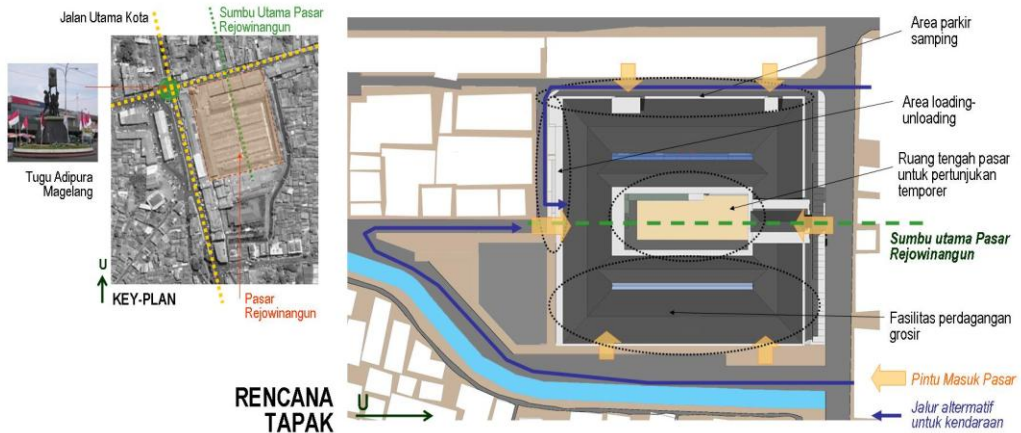 Jalan Utama Kota
Sumbu Utama Pasar
Rejowinangun
Tugu Adipura
Magelang
U
KEY-PLAN
Pasar
Rejowinangun
Area parkir
samping
Area loading-
unloading
Ruang tengah pasar
untuk pertunjukan
temporer
Sumbu utama Pasar
Rejowinangun
Fasilitas perdagangan
grosir
Pintu Masuk Pasar
Jalur alternatif
untuk kendaraan
RENCANA
TAPAK
U